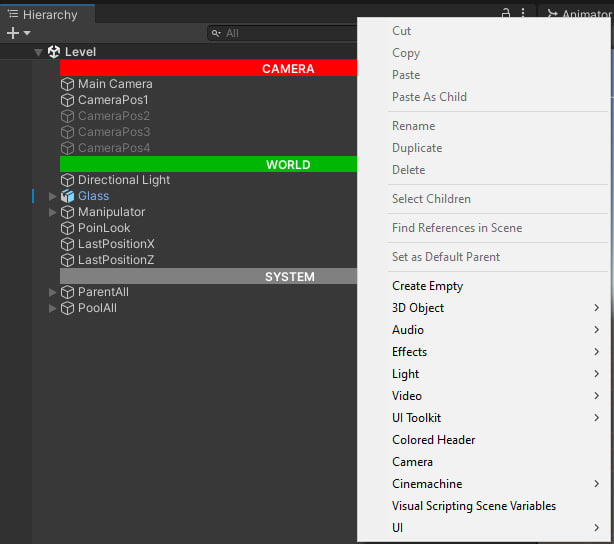 Hierarchy
Animator
All
Level
CAMERA
Main Camera
CameraPos1
CameraPos2
CameraPos3
CameraPos4
WORLD
Directional Light
Glass
Manipulator
PoinLook
LastPositionX
LastPositionZ
SYSTEM
ParentAll
PoolAll
Cut
Copy
Paste
Paste As Child
Rename
Duplicate
Delete
Select Children
Find References in Scene
Set as Default Parent
Create Empty
3D Object
Audio
Effects
Light
Video
UI Toolkit
Colored Header
Camera
Cinemachine
Visual Scripting Scene Variables
UI